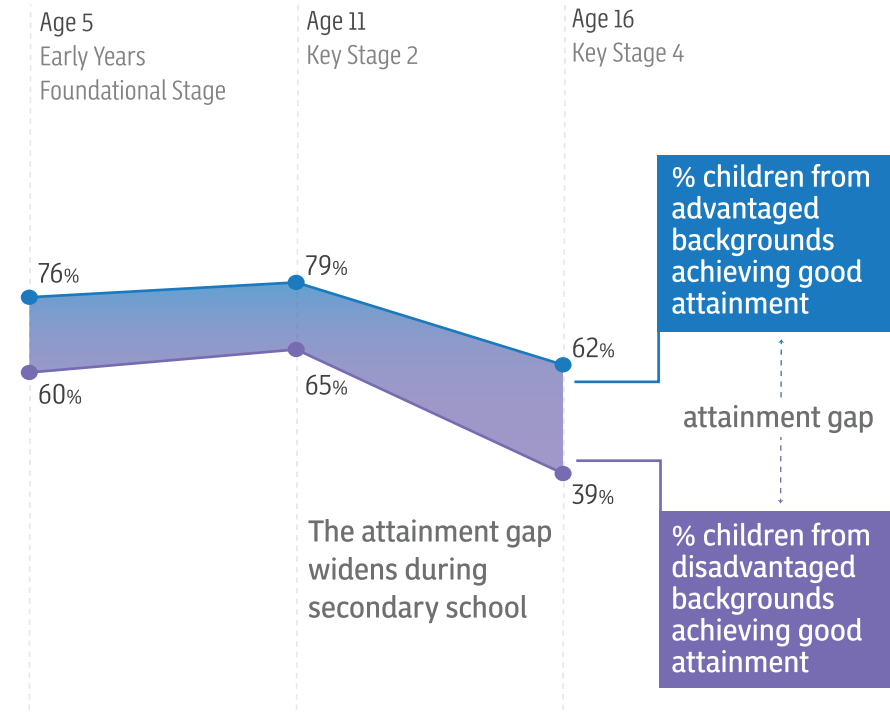 Age 5
Early Years
Foundational Stage
Age 11
Key Stage 2
Age 16
Key Stage 4
% children from
advantaged
backgrounds
achieving good
attainment
76%
79%
62%
60%
65%
39%
attainment gap
The attainment gap
widens during
secondary school
% children from
disadvantaged
backgrounds
achieving good
attainment